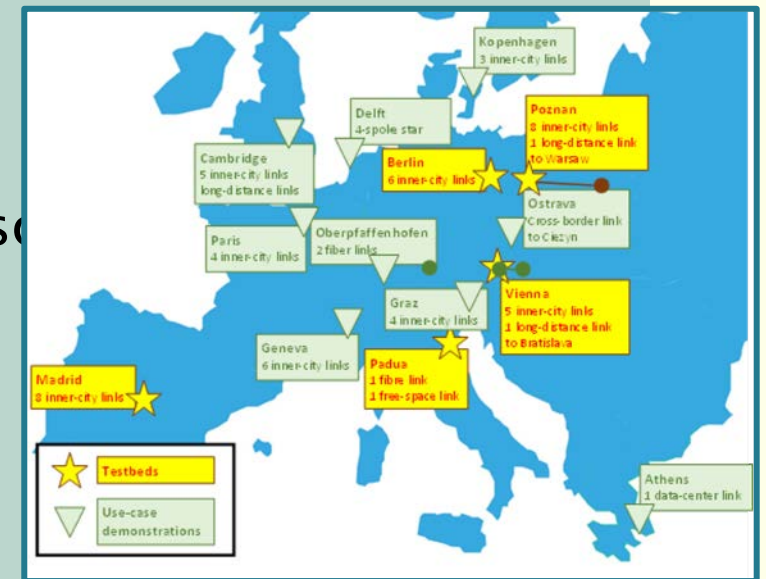 Kopenhagen
3 inner-city links
Delft
4-spole star
Poznan
8 inner-city links
1 long-distance link
to Warsaw
Cambridge
5 inner-city links
long-distance links
Berlin
6 inner-city links
Ostrava
Cross-border link
to Ciezyn
Paris
4 inner-city links
Oberpfaffenhofen
2 fiber links
Graz
4 inner-city links
Vienna
5 inner-city links
1 long-distance link
to Bratislava
Geneva
6 inner-city links
Padua
1 fibre link
1 free-space link
Madrid
8 inner-city links
Testbeds
Use-case
demonstrations
Athens
1 data-center link